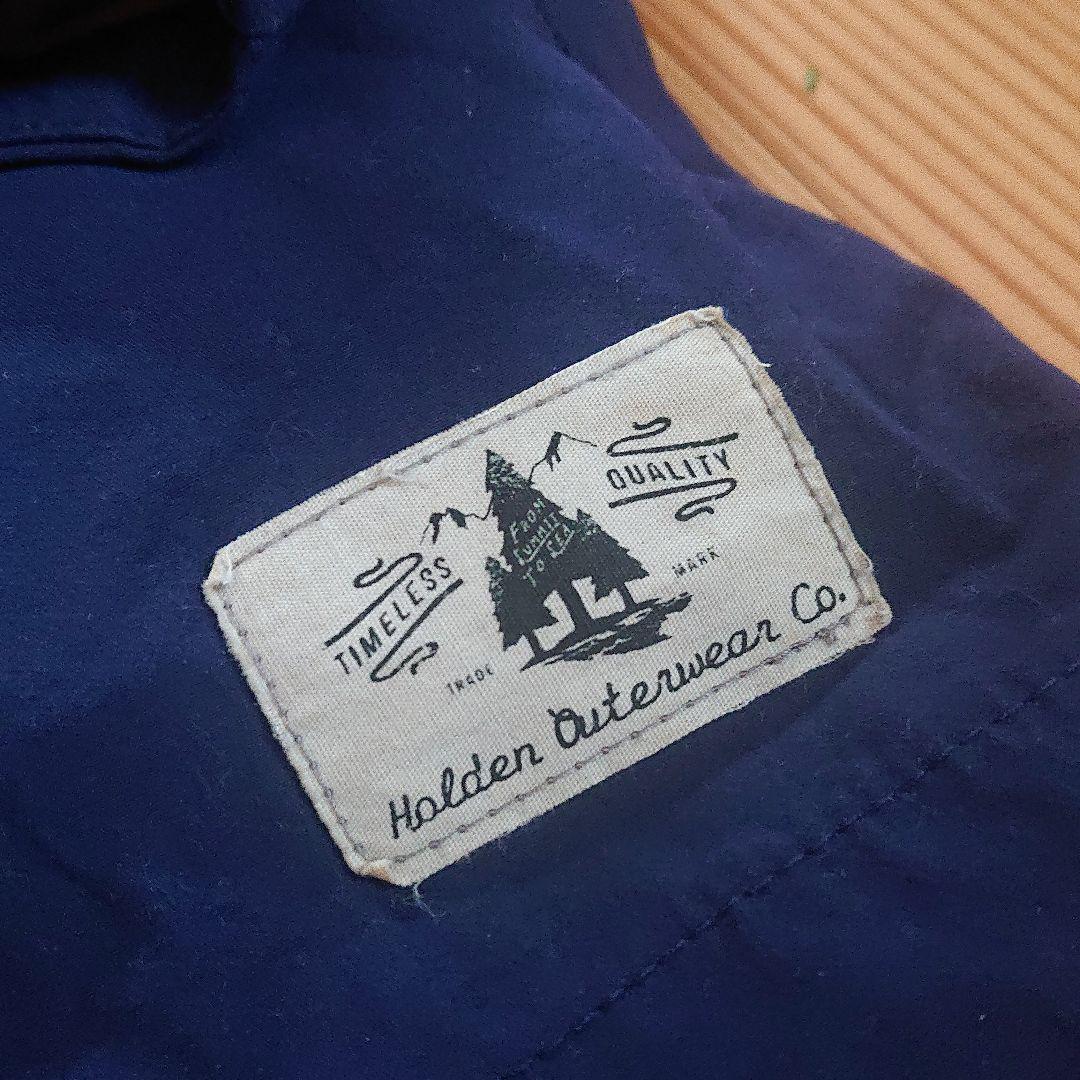 TIMELESS
QUALITY
FROM
SUMMIT
TO SEA
TRADE
MARK
Holden Outerwear Co.